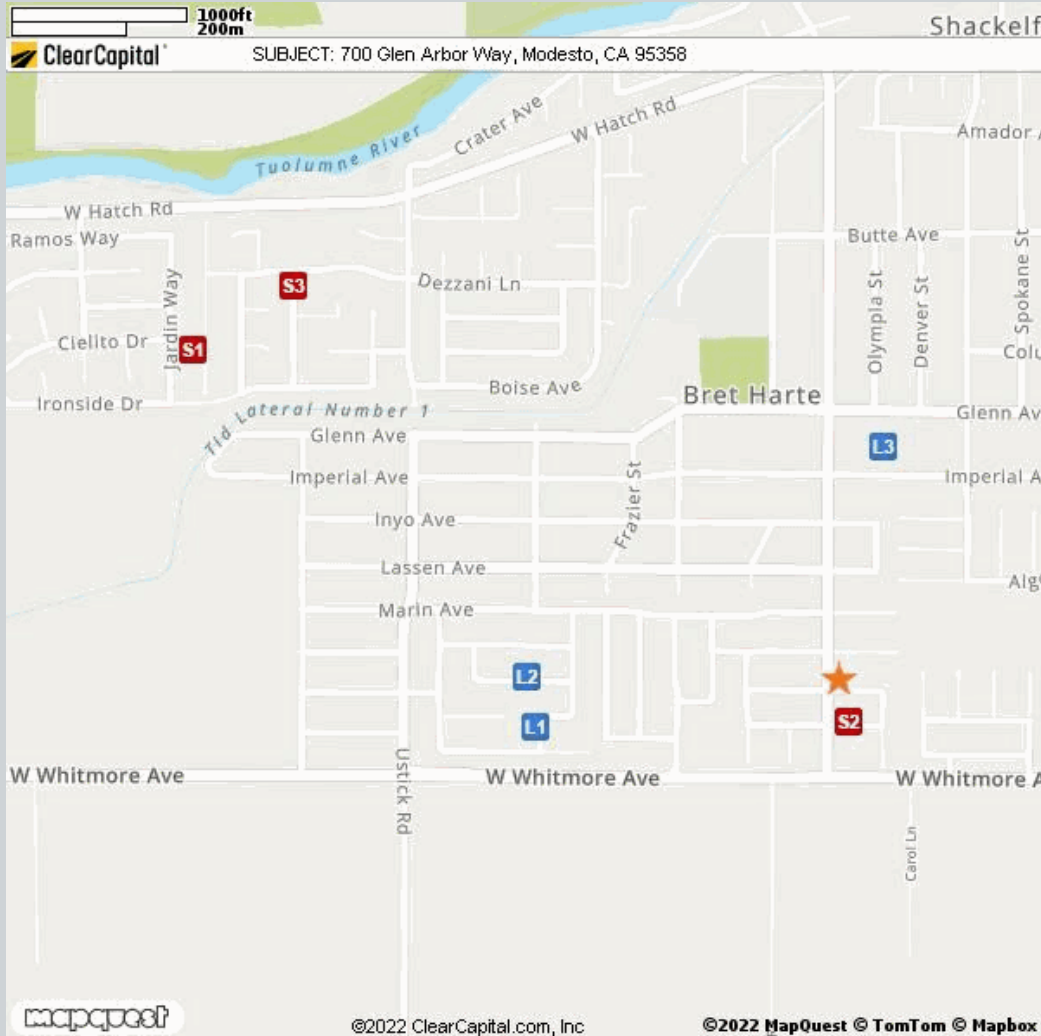 1000ft
200m
Shackelf
ClearCapital
SUBJECT: 700 Glen Arbor Way, Modesto, CA 95358
Crater Ave
W Hatch Rd
Amador
Tuolumne River
W Hatch Rd
Ramos Way
Butte Ave
Jardin Way
S3
Dezzani Ln
Olympia St
Denver St
Spokane St
Cielito Dr
S1
Colu
Boise Ave
Bret Harte
Ironside Dr
Tid Lateral Number 1
Glenn Ave
Glenn Av
L3
Imperial Ave
Imperial A
Frazier St
Inyo Ave
Lassen Ave
Alg
Marin Ave
L2
S2
L1
W Whitmore Ave
W Whitmore Ave
W Whitmore A
Ustick Rd
Carol Ln
mapquest
©2022 ClearCapital.com, Inc
©2022 MapQuest © TomTom © Mapbox